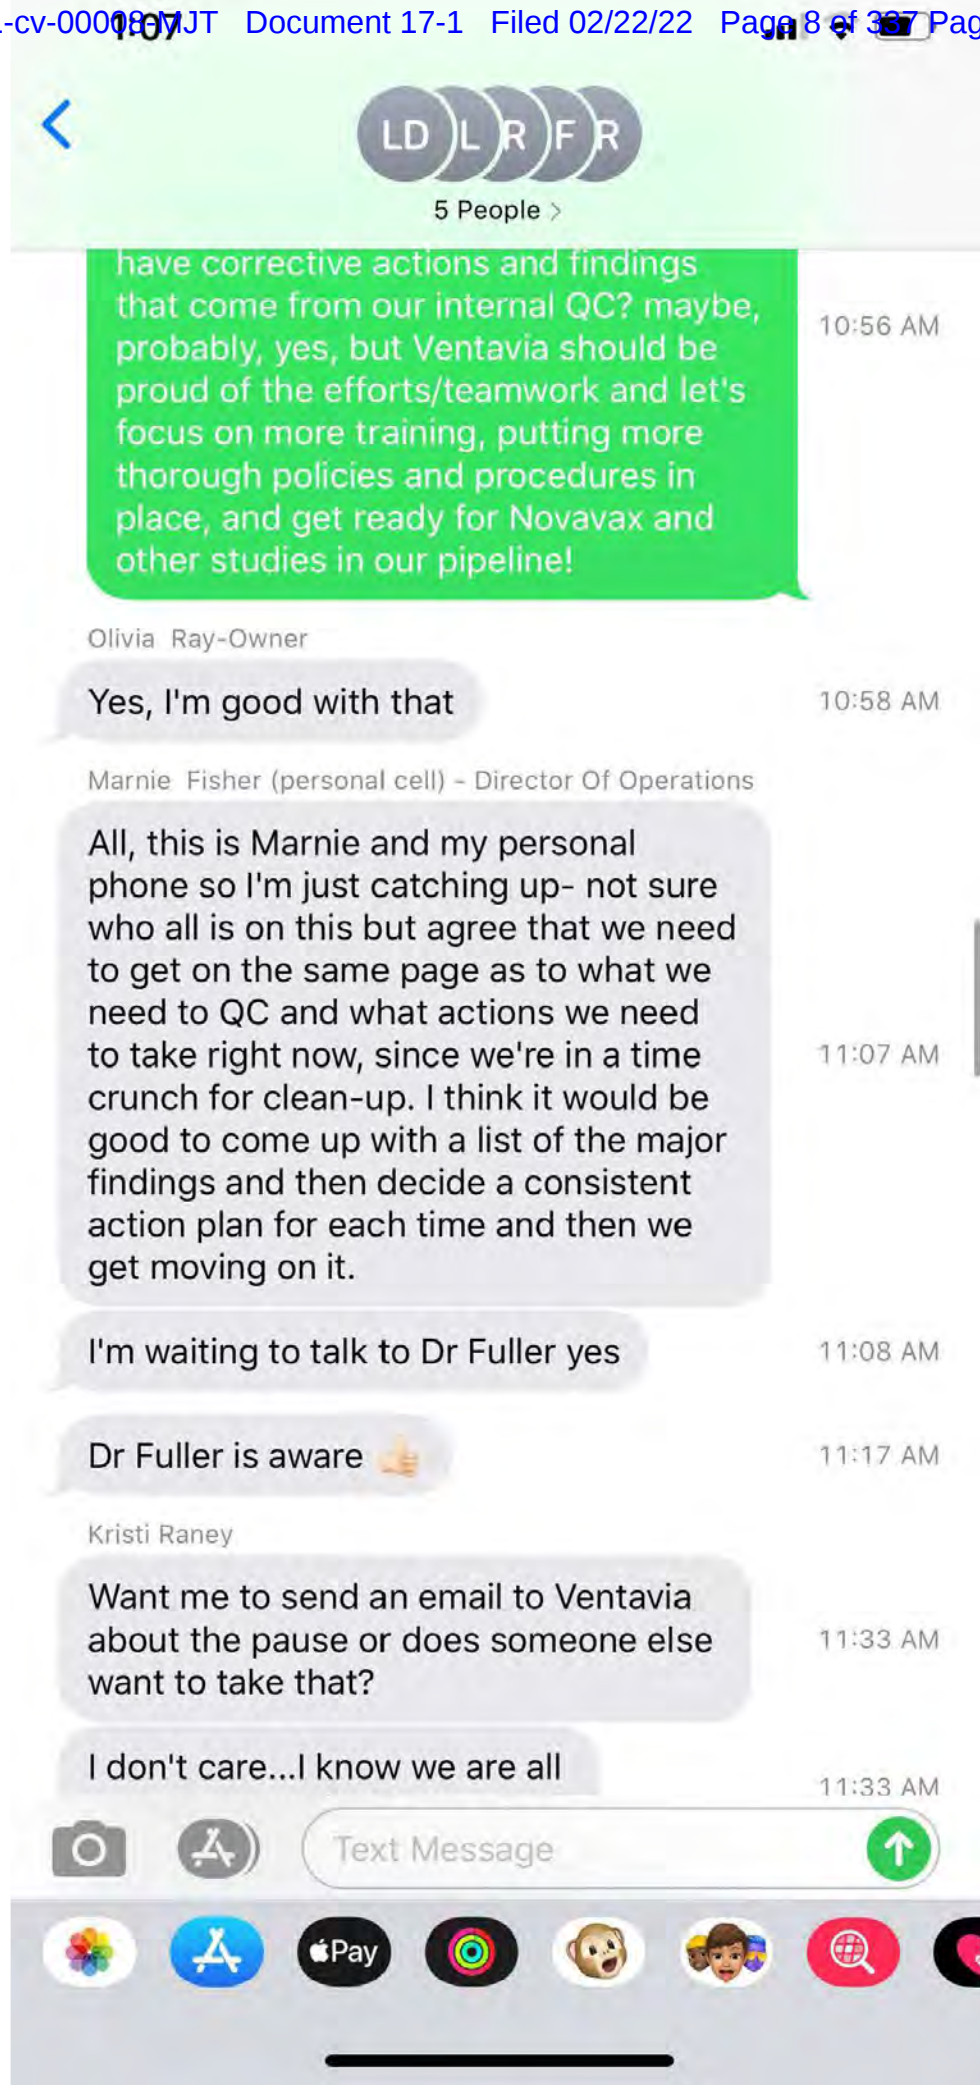 -cv-00008-MJT Document 17-1 Filed 02/22/22 Page 8 of 337 Pag
1:07
LD L R F R
5 People >
have corrective actions and findings
that come from our internal QC? maybe,
probably, yes, but Ventavia should be
proud of the efforts/teamwork and let's
focus on more training, putting more
thorough policies and procedures in
place, and get ready for Novavax and
other studies in our pipeline!
10:56 AM
Olivia Ray-Owner
Yes, I'm good with that
10:58 AM
Marnie Fisher (personal cell) - Director Of Operations
All, this is Marnie and my personal
phone so I'm just catching up- not sure
who all is on this but agree that we need
to get on the same page as to what we
need to QC and what actions we need
to take right now, since we're in a time
crunch for clean-up. I think it would be
good to come up with a list of the major
findings and then decide a consistent
action plan for each time and then we
get moving on it.
11:07 AM
I'm waiting to talk to Dr Fuller yes
11:08 AM
Dr Fuller is aware 👍🏻
11:17 AM
Kristi Raney
Want me to send an email to Ventavia
about the pause or does someone else
want to take that?
11:33 AM
I don't care...I know we are all
11:33 AM
Text Message
Pay